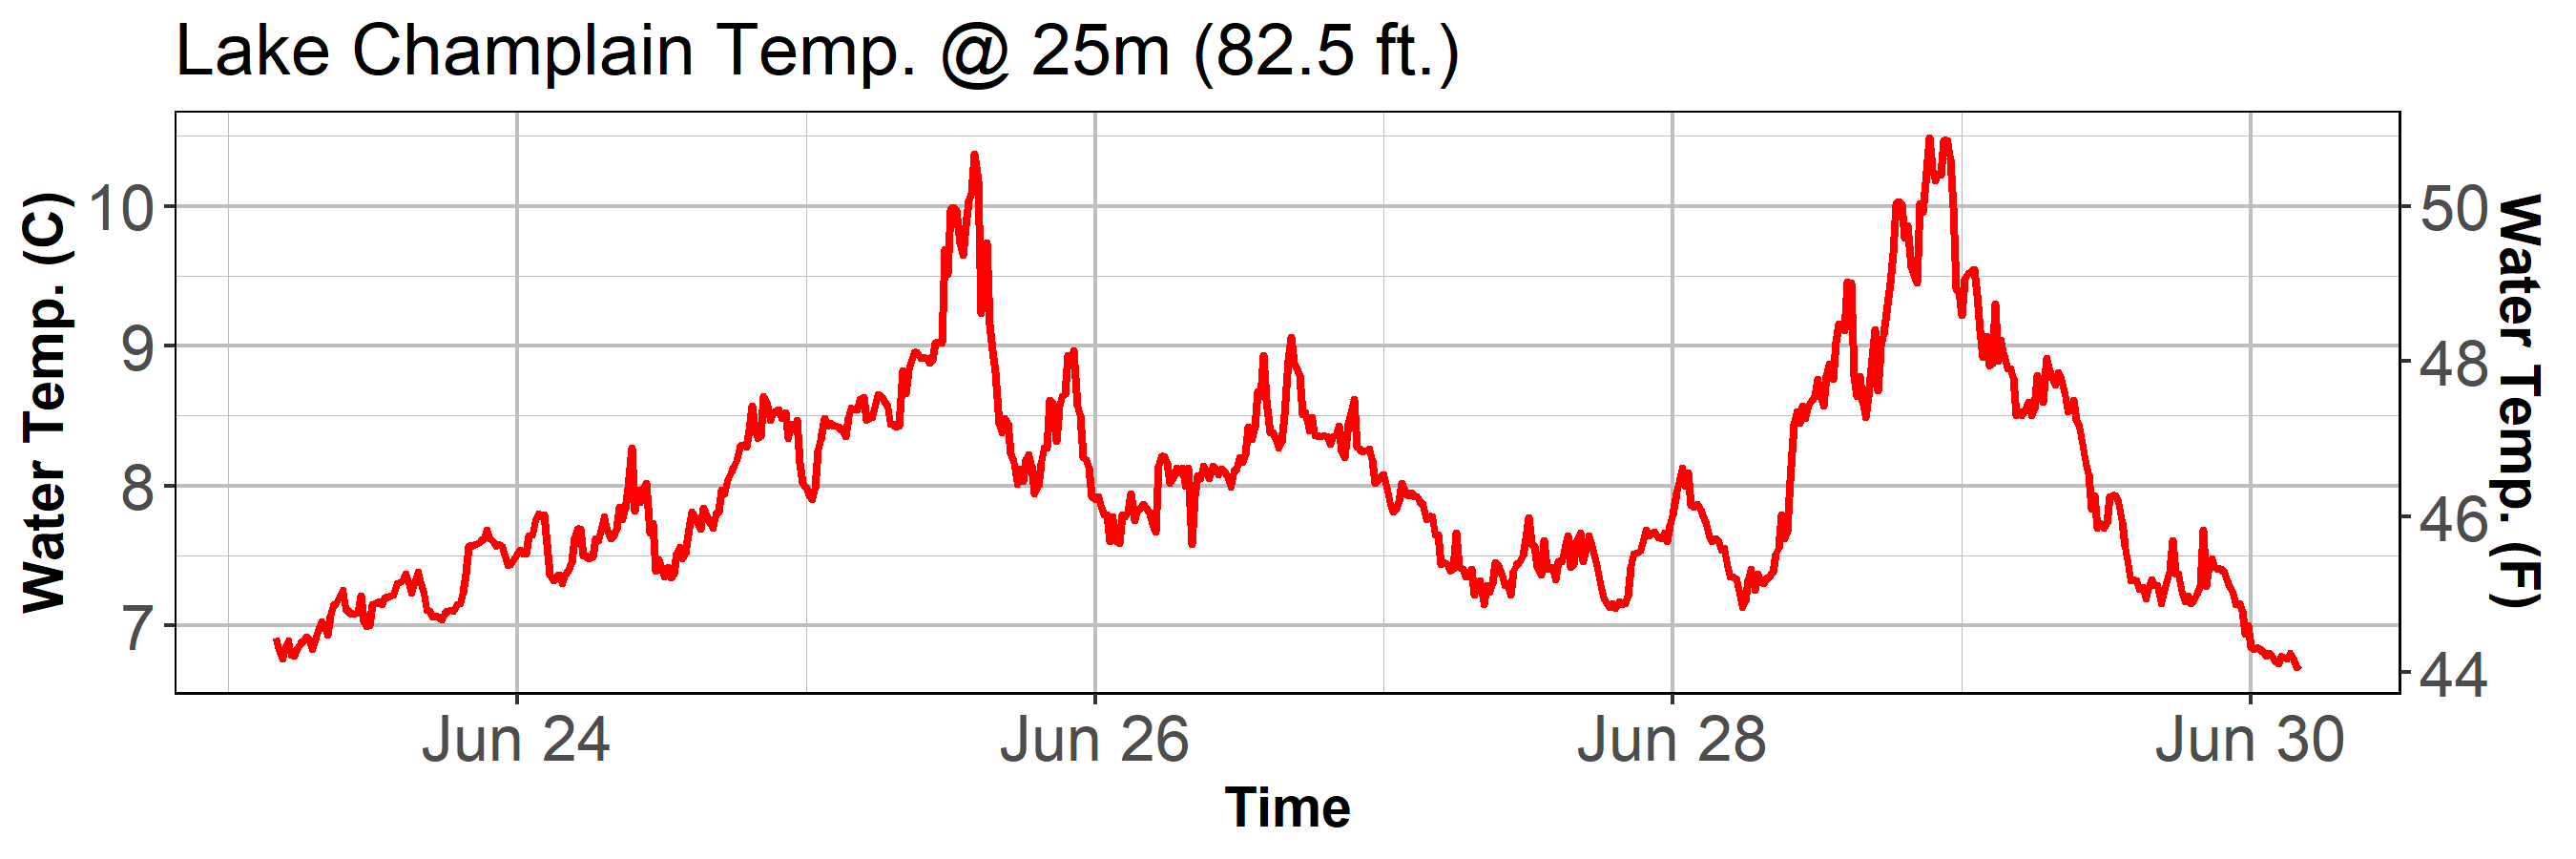 Lake Champlain Temp. @ 25m (82.5 ft.)
Water Temp. (C)
10
9
8
7
50
48
46
44
Water Temp. (F)
Jun 24
Jun 26
Jun 28
Jun 30
Time